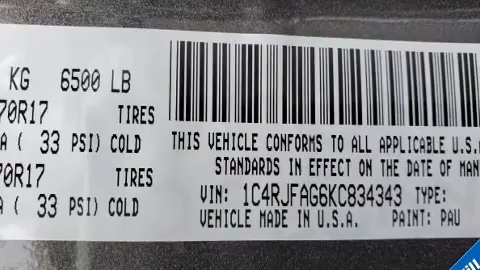 KG 6500 LB
70R17 TIRES
( 33 PSI) COLD
70R17 TIRES
( 33 PSI) COLD
THIS VEHICLE CONFORMS TO ALL APPLICABLE U.S.
STANDARDS IN EFFECT ON THE DATE OF MAN
VIN: 1C4RJFAG6KC834343 TYPE:
VEHICLE MADE IN U.S.A. PAINT: PAU